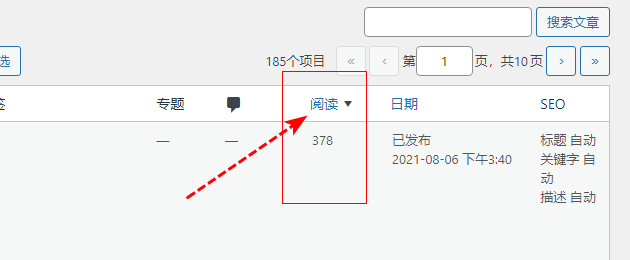 搜索文章
选
185个项目 « ‹ 第 1 页，共10页 › »
签 专题 阅读 ▼ 日期 SEO
— — 378 已发布 标题 自动
2021-08-06 下午3:40 关键字 自
动
描述 自动